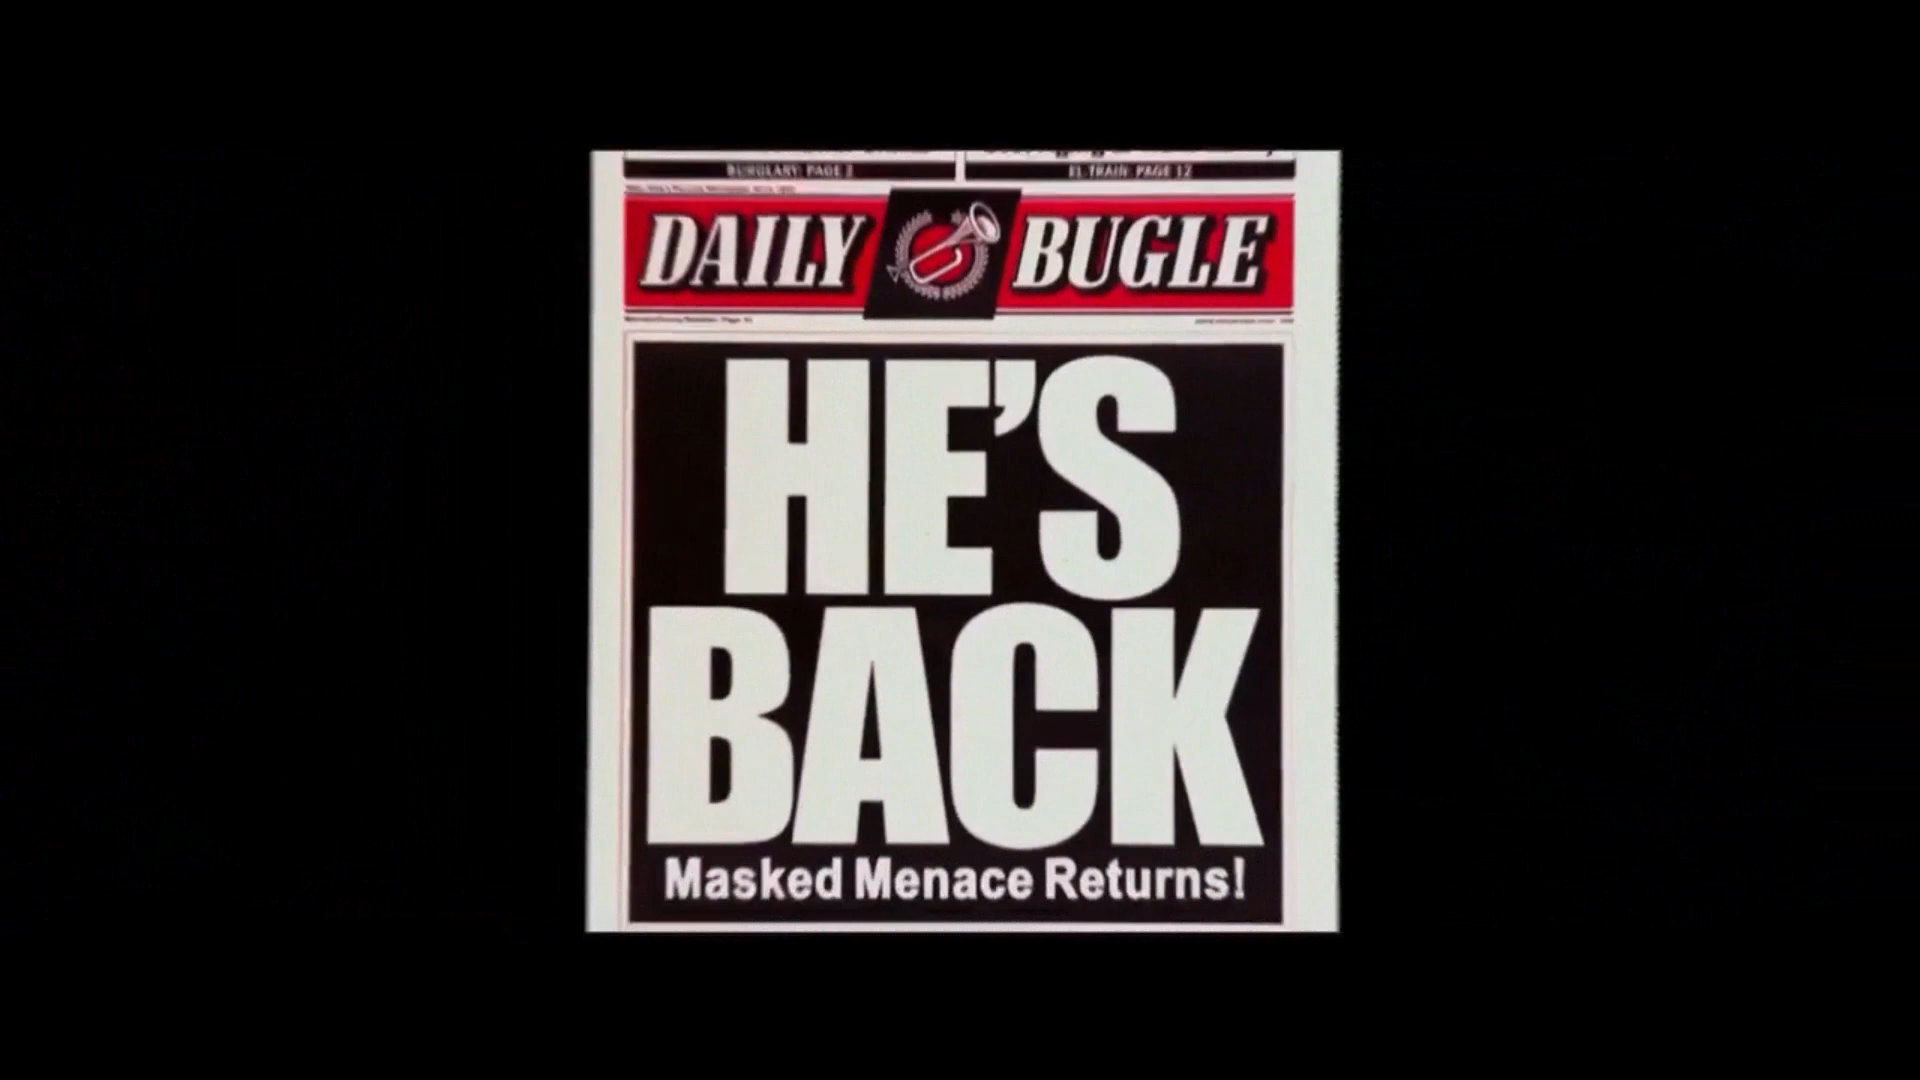 BURGLARY: PAGE 2
EL TRAIN: PAGE 12
DAILY BUGLE
HE'S
BACK
Masked Menace Returns!